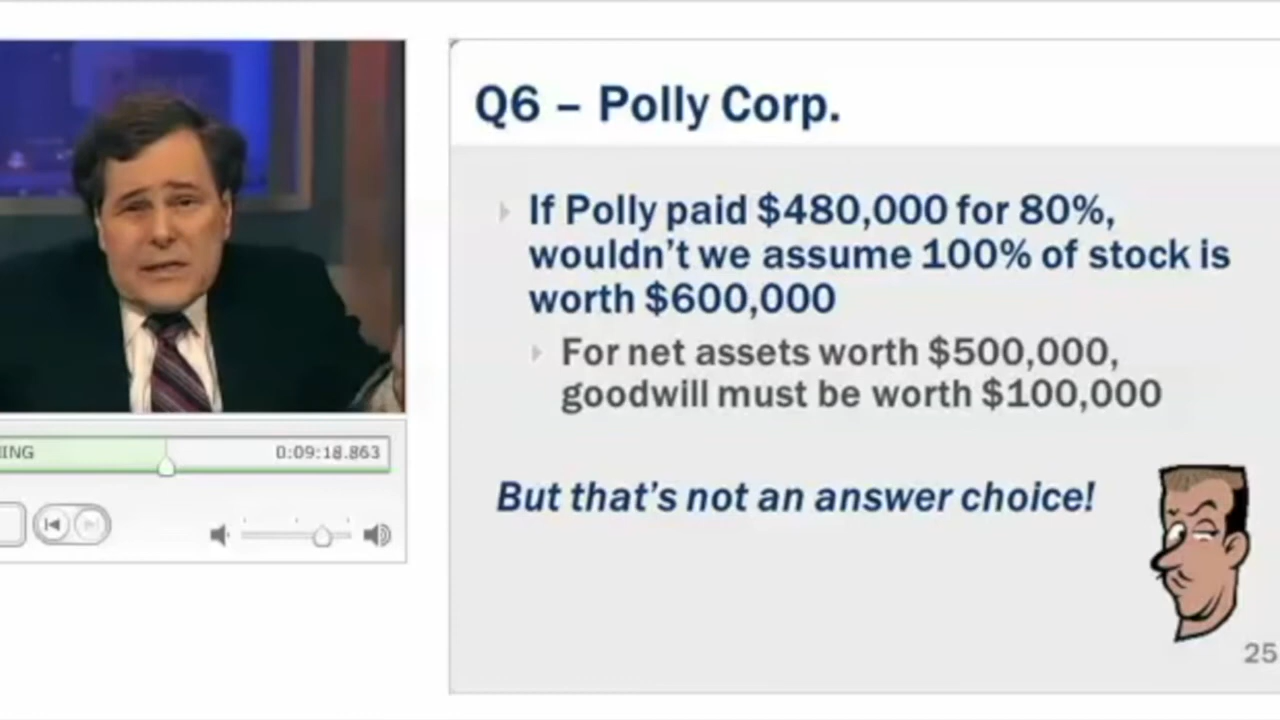 Q6 – Polly Corp.
If Polly paid $480,000 for 80%,
wouldn't we assume 100% of stock is
worth $600,000
For net assets worth $500,000,
goodwill must be worth $100,000
But that's not an answer choice!
25
ING 0:09:18.863